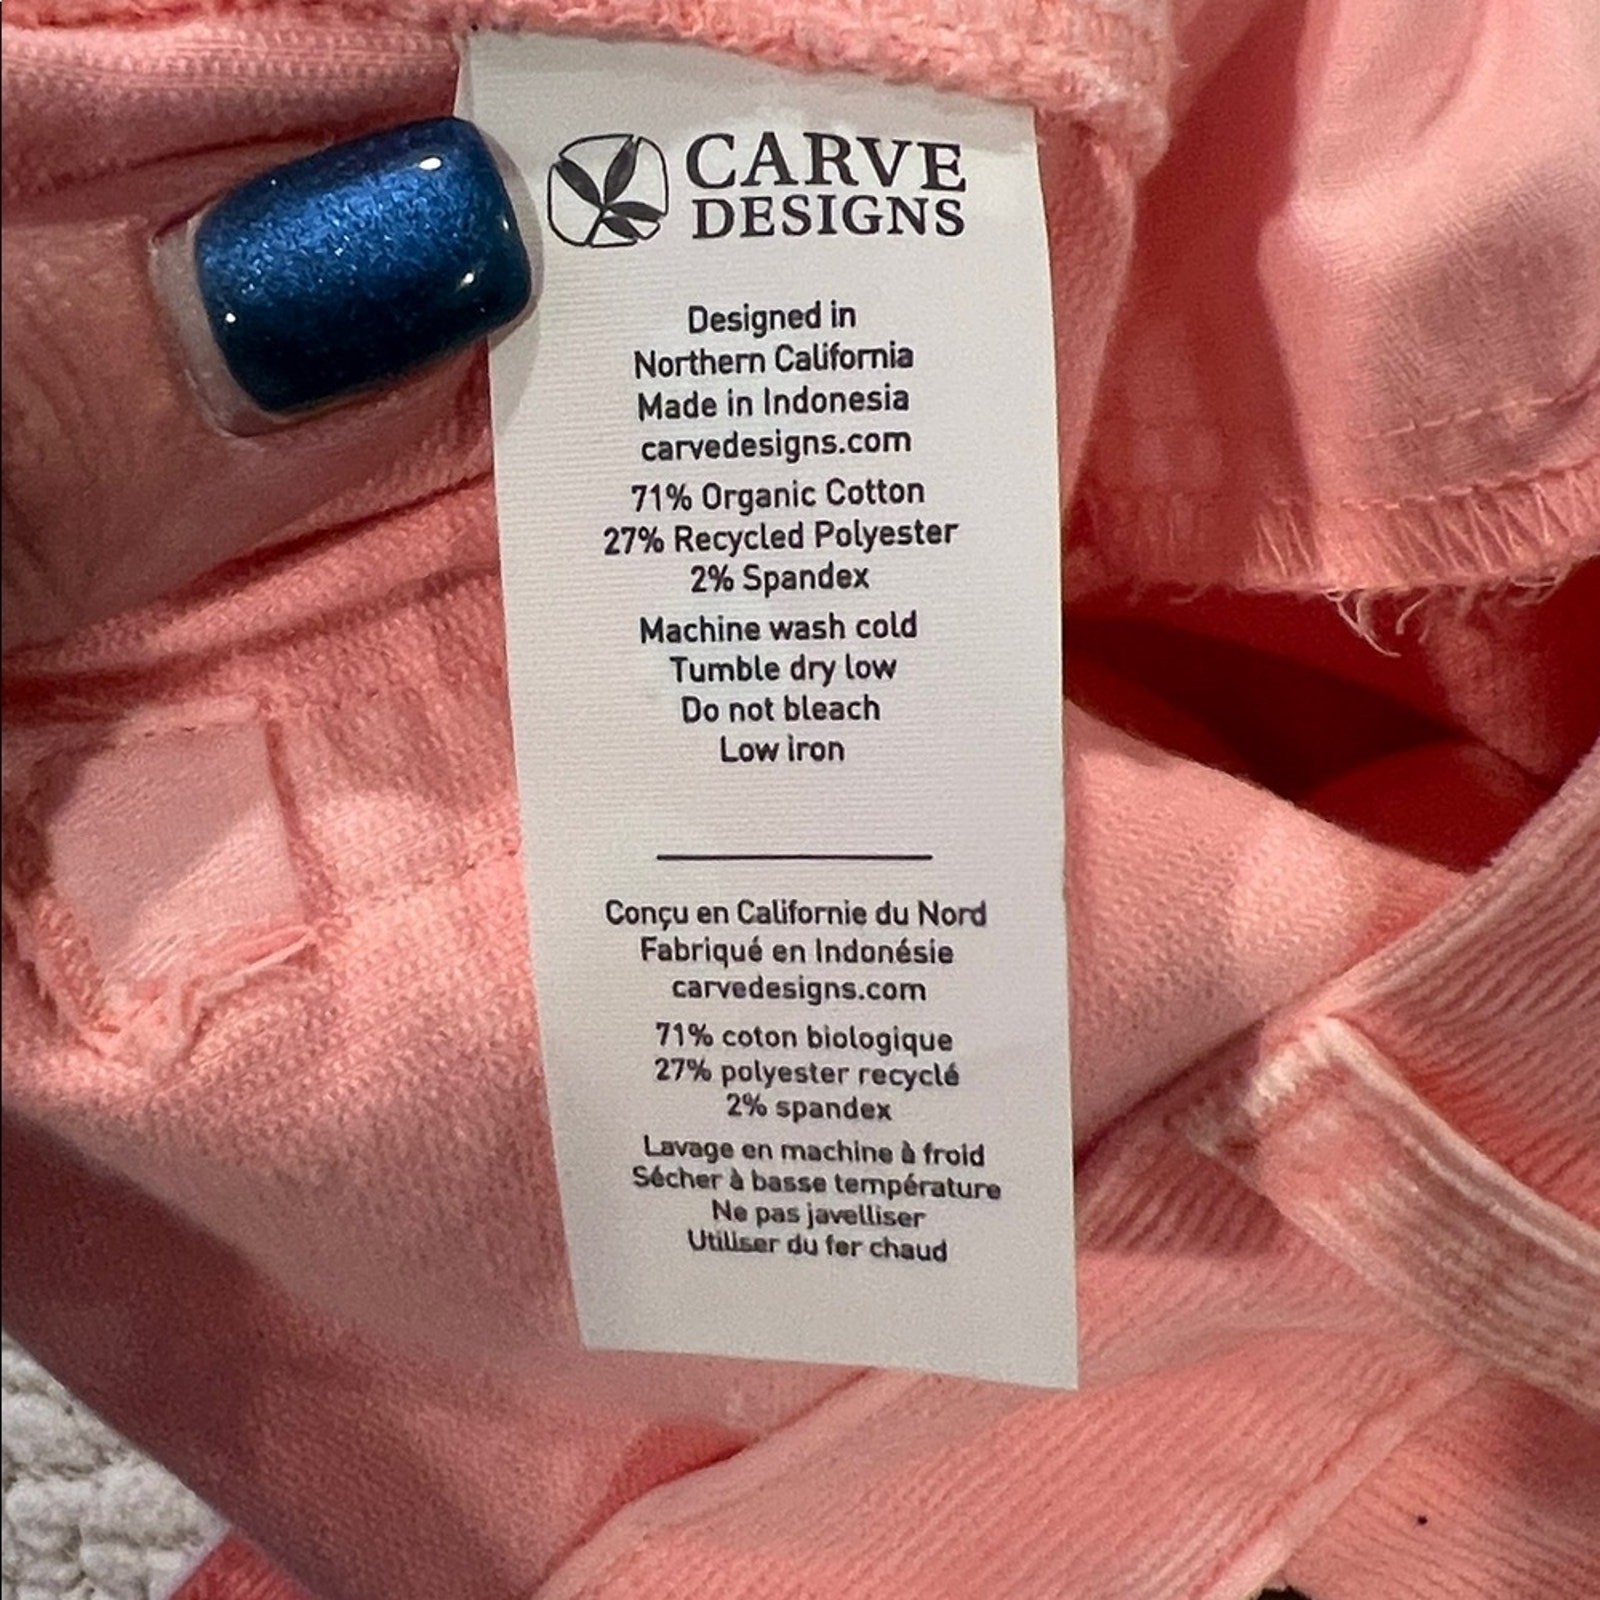 CARVE
DESIGNS
Designed in
Northern California
Made in Indonesia
carvedesigns.com
71% Organic Cotton
27% Recycled Polyester
2% Spandex
Machine wash cold
Tumble dry low
Do not bleach
Low iron
Conçu en Californie du Nord
Fabriqué en Indonésie
carvedesigns.com
71% coton biologique
27% polyester recyclé
2% spandex
Lavage en machine à froid
Sécher à basse température
Ne pas javelliser
Utiliser du fer chaud